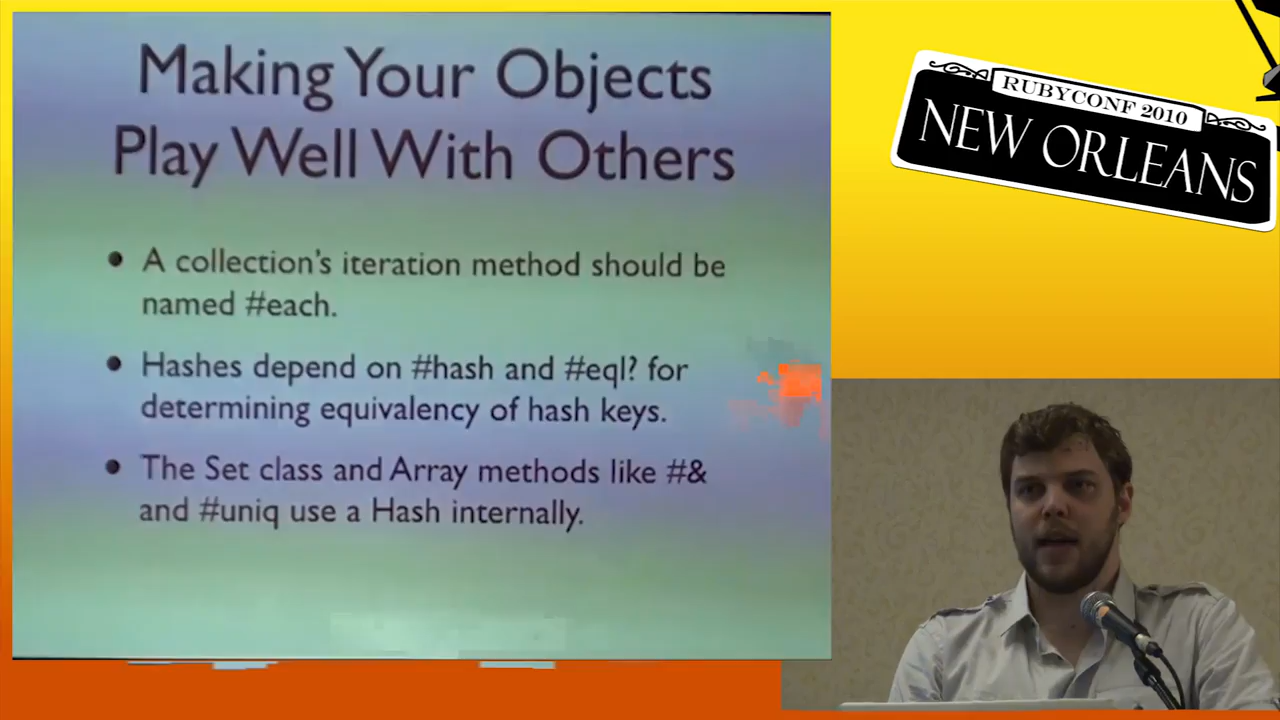 Making Your Objects
Play Well With Others
A collection's iteration method should be
named #each.
Hashes depend on #hash and #eql? for
determining equivalency of hash keys.
The Set class and Array methods like #&
and #uniq use a Hash internally.
RUBYCONF 2010
NEW ORLEANS